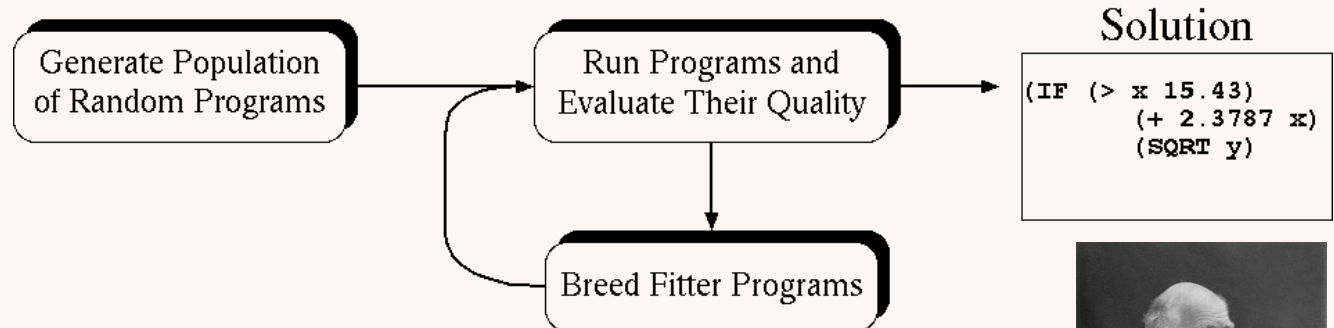 Generate Population
of Random Programs
Run Programs and
Evaluate Their Quality
Breed Fitter Programs
Solution
(IF (> x 15.43)
(+ 2.3787 x)
(SQRT y)